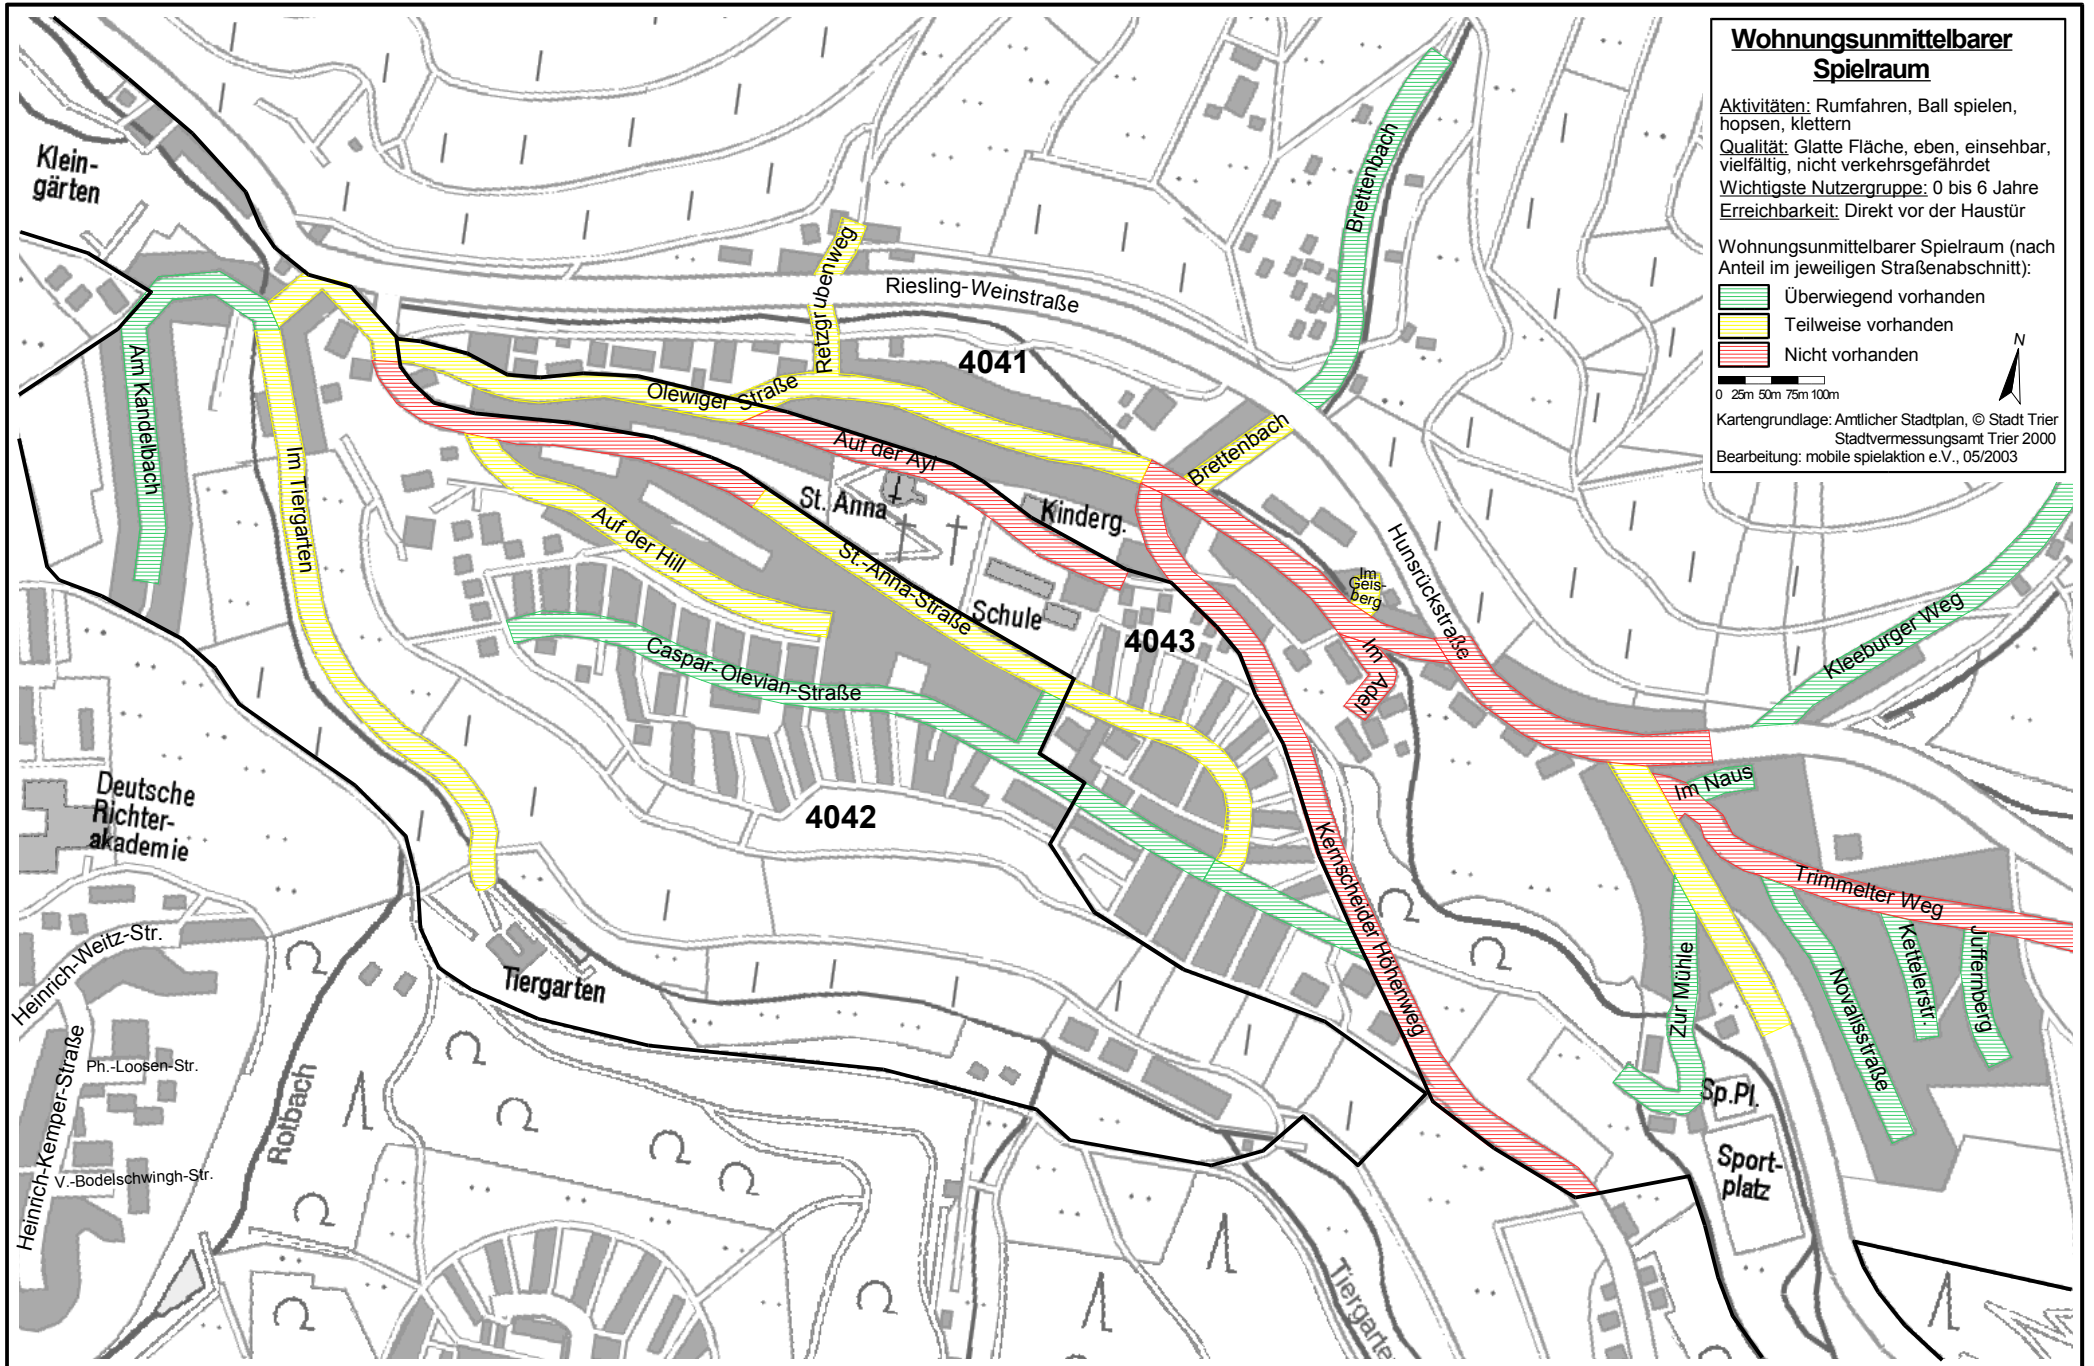 Wohnungsunmittelbarer
Spielraum
Aktivitäten: Rumfahren, Ball spielen,
hopsen, klettern
Qualität: Glatte Fläche, eben, einsehbar,
vielfältig, nicht verkehrsgefährdet
Wichtigste Nutzergruppe: 0 bis 6 Jahre
Erreichbarkeit: Direkt vor der Haustür
Wohnungsunmittelbarer Spielraum (nach
Anteil im jeweiligen Straßenabschnitt):
Überwiegend vorhanden
Teilweise vorhanden
Nicht vorhanden
N
0 25m 50m 75m 100m
Kartengrundlage: Amtlicher Stadtplan, © Stadt Trier
Stadtvermessungsamt Trier 2000
Bearbeitung: mobile spielaktion e.V., 05/2003
Klein-
gärten
Brettenbach
Retzgrubenweg
Riesling-Weinstraße
4041
Olewiger Straße
Am Kandelbach
Im Tiergarten
Auf der Ayl
Brettenbach
St. Anna
Kinderg.
Hunsrückstraße
Auf der Hill
St.-Anna-Straße
Im
Geis-
berg
Schule
4043
Kleeburger Weg
Caspar-Olevian-Straße
Im
Adel
Deutsche
Richter-
akademie
4042
Im Naus
Kernscheider Höhenweg
Trimmelter Weg
Heinrich-Weitz-Str.
Tiergarten
Zur Mühle
Novalisstraße
Kettelerstr.
Juffernberg
Heinrich-Kemper-Straße
Ph.-Loosen-Str.
Rotbach
V.-Bodelschwingh-Str.
Sp.Pl.
Sport-
platz
Tiergarte